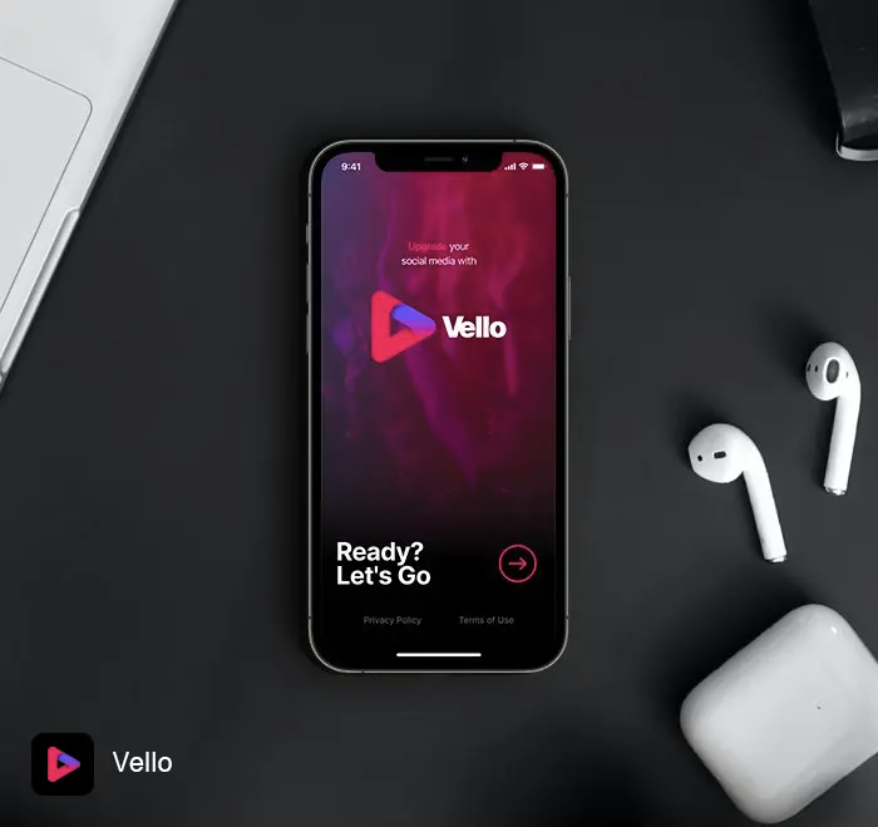 9:41
Upgrade your
social media with
Vello
Ready?
Let's Go
Privacy Policy
Terms of Use
Vello